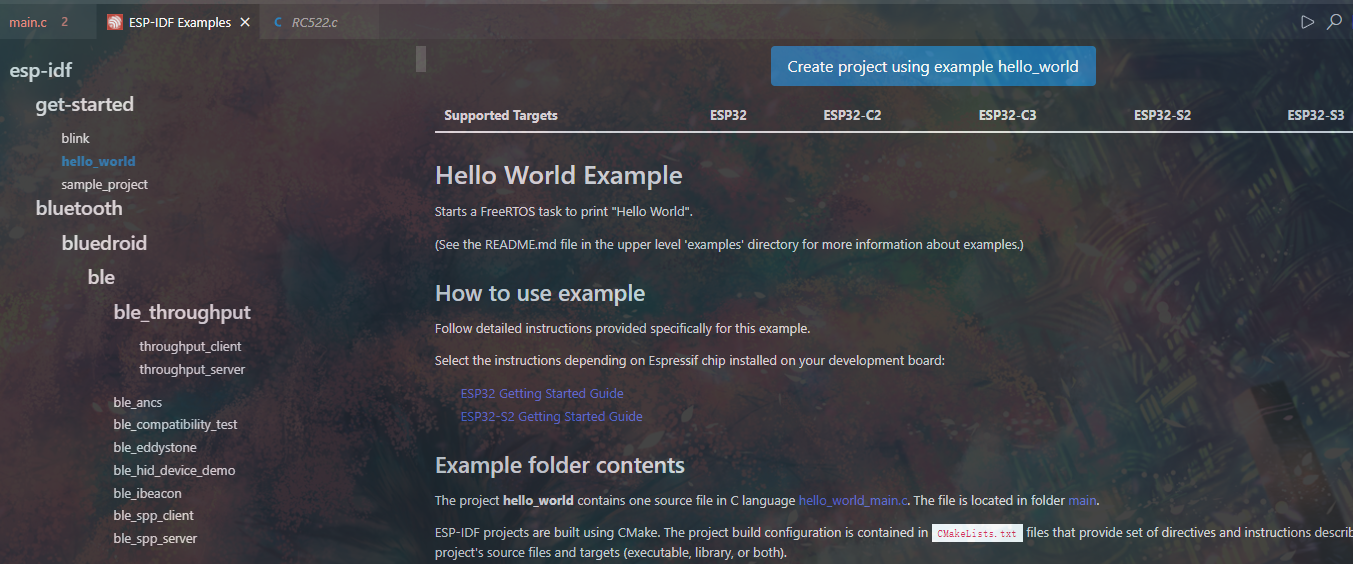 main.c 2 ESP-IDF Examples RC522.c
esp-idf
get-started
blink
hello_world
sample_project
bluetooth
bluedroid
ble
ble_throughput
throughput_client
throughput_server
ble_ancs
ble_compatibility_test
ble_eddystone
ble_hid_device_demo
ble_ibeacon
ble_spp_client
ble_spp_server
Create project using example hello_world
Supported Targets ESP32 ESP32-C2 ESP32-C3 ESP32-S2 ESP32-S3
Hello World Example
Starts a FreeRTOS task to print "Hello World".
(See the README.md file in the upper level 'examples' directory for more information about examples.)
How to use example
Follow detailed instructions provided specifically for this example.
Select the instructions depending on Espressif chip installed on your development board:
ESP32 Getting Started Guide
ESP32-S2 Getting Started Guide
Example folder contents
The project hello_world contains one source file in C language hello_world_main.c. The file is located in folder main.
ESP-IDF projects are built using CMake. The project build configuration is contained in CMakeLists.txt files that provide set of directives and instructions describ
project's source files and targets (executable, library, or both).